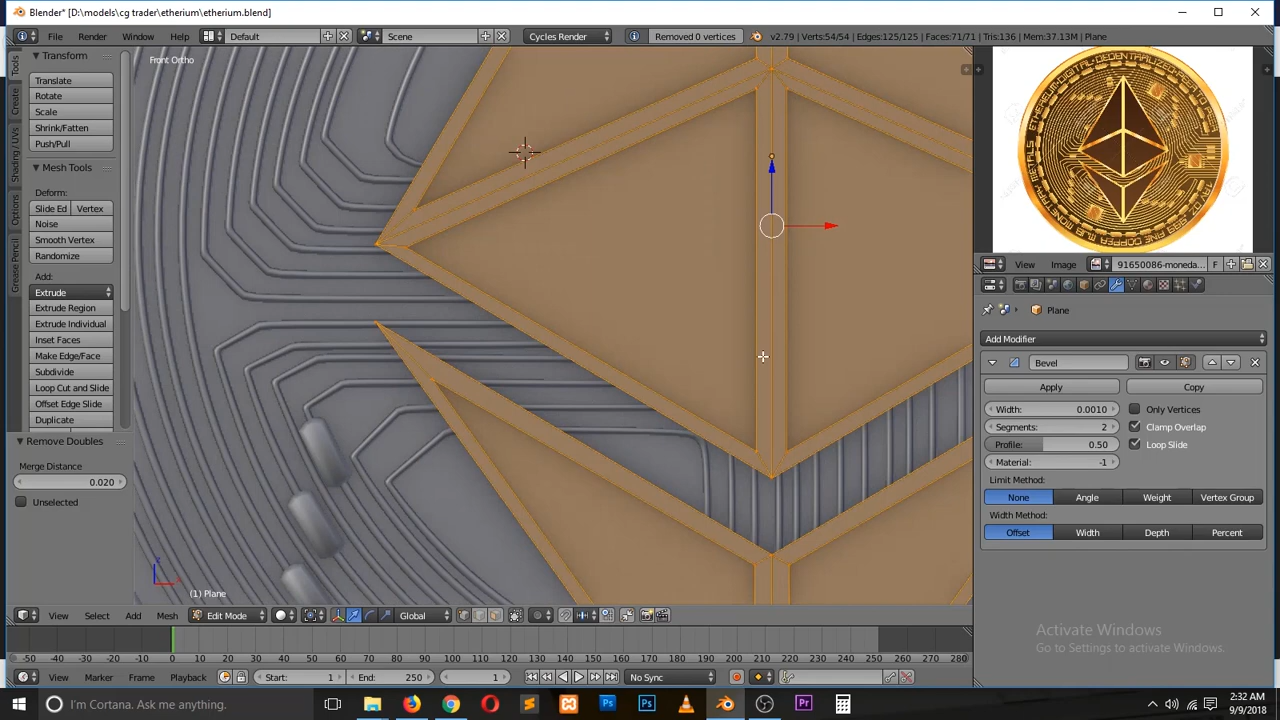 Blender* [D:\models\cg trader\etherium\etherium.blend]
File Render Window Help Default Scene Cycles Render Removed 0 vertices v2.79 | Verts:54/54 | Edges:125/125 | Faces:71/71 | Tris:136 | Mem:37.13M | Plane
Tools
Create
Shading / UVs
Options
Grease Pencil
Transform
Translate
Rotate
Scale
Shrink/Fatten
Push/Pull
Mesh Tools
Deform:
Slide Ed Vertex
Noise
Smooth Vertex
Randomize
Add:
Extrude
Extrude Region
Extrude Individual
Inset Faces
Make Edge/Face
Subdivide
Loop Cut and Slide
Offset Edge Slide
Duplicate
Remove Doubles
Merge Distance
0.020
Unselected
Front Ortho
(1) Plane
View Select Add Mesh Edit Mode Global
View Image 91650086-moneda... F
Plane
Add Modifier
Bevel
Apply Copy
Width: 0.0010 Only Vertices
Segments: 2 Clamp Overlap
Profile: 0.50 Loop Slide
Material: -1
Limit Method:
None Angle Weight Vertex Group
Width Method:
Offset Width Depth Percent
Activate Windows
Go to Settings to activate Windows.
-50 -40 -30 -20 -10 0 10 20 30 40 50 60 70 80 90 100 110 120 130 140 150 160 170 180 190 200 210 220 230 240 250 260 270 280
View Marker Frame Playback Start: 1 End: 250 1 No Sync
I'm Cortana. Ask me anything.
2:32 AM
9/9/2018